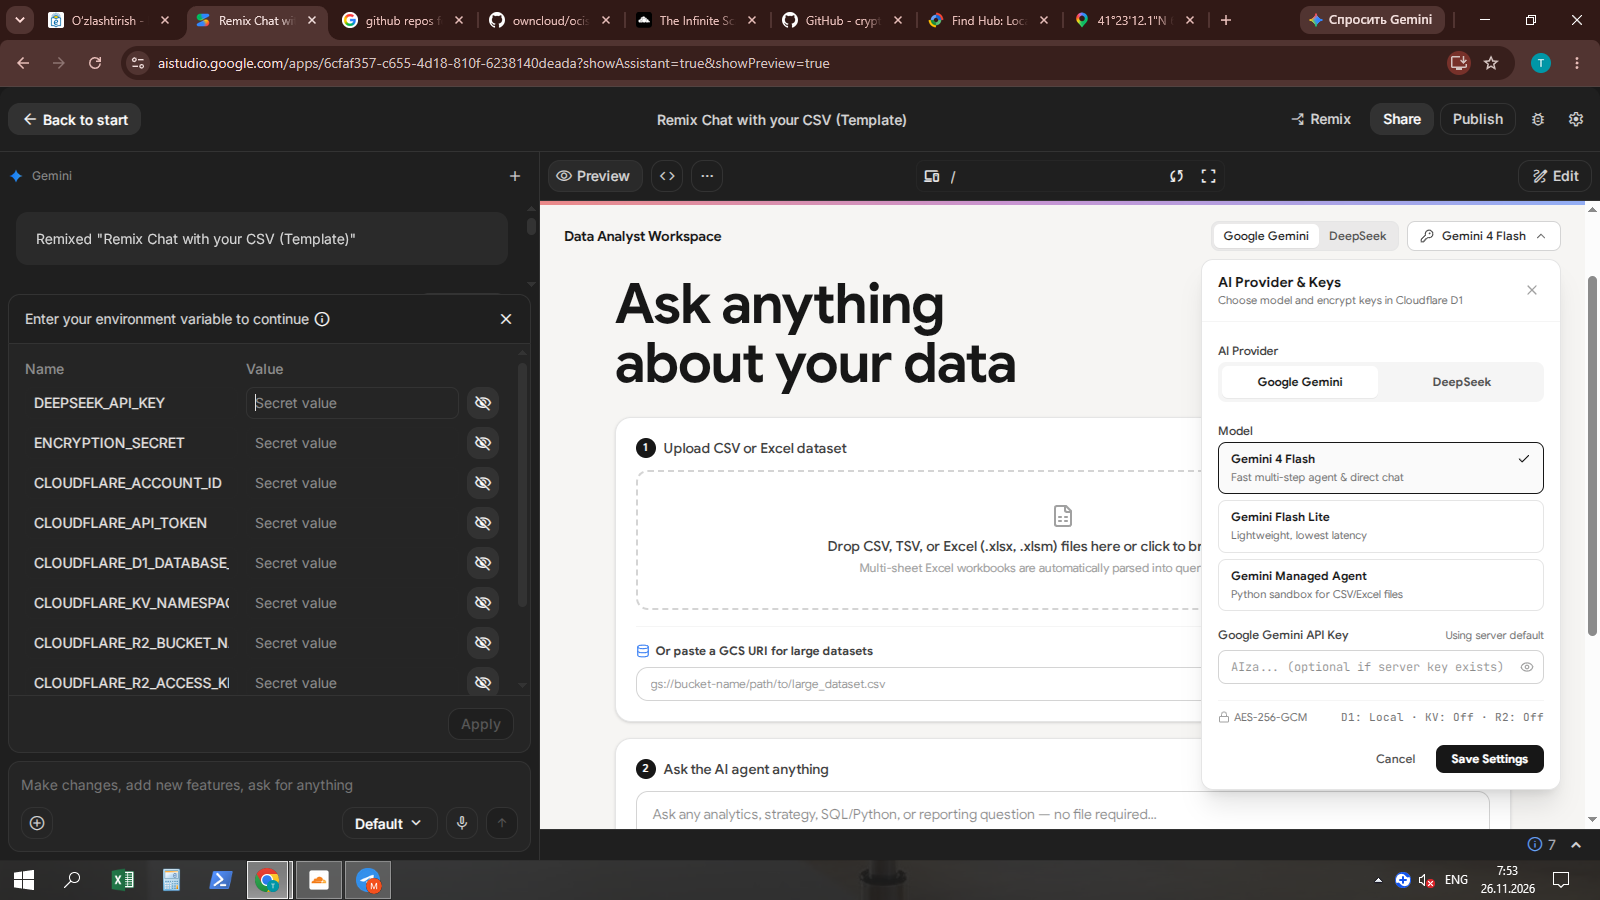 O'zlashtirish -
Remix Chat wi
github repos f
owncloud/ocis
The Infinite Sc
GitHub - crypt
Find Hub: Loc
41°23'12.1"N
Спросить Gemini
aistudio.google.com/apps/6cfaf357-c655-4d18-810f-6238140deada?showAssistant=true&showPreview=true
T
Back to start
Remix Chat with your CSV (Template)
Remix
Share
Publish
Gemini
Preview
/
Edit
Remixed "Remix Chat with your CSV (Template)"
Enter your environment variable to continue
Name Value
DEEPSEEK_API_KEY Secret value
ENCRYPTION_SECRET Secret value
CLOUDFLARE_ACCOUNT_ID Secret value
CLOUDFLARE_API_TOKEN Secret value
CLOUDFLARE_D1_DATABASE_ Secret value
CLOUDFLARE_KV_NAMESPAC Secret value
CLOUDFLARE_R2_BUCKET_N Secret value
CLOUDFLARE_R2_ACCESS_K Secret value
Apply
Make changes, add new features, ask for anything
Default
Data Analyst Workspace
Google Gemini DeepSeek
Gemini 4 Flash
Ask anything
about your data
1 Upload CSV or Excel dataset
Drop CSV, TSV, or Excel (.xlsx, .xlsm) files here or click to br
Multi-sheet Excel workbooks are automatically parsed into quer
Or paste a GCS URI for large datasets
gs://bucket-name/path/to/large_dataset.csv
2 Ask the AI agent anything
Ask any analytics, strategy, SQL/Python, or reporting question — no file required...
AI Provider & Keys
Choose model and encrypt keys in Cloudflare D1
AI Provider
Google Gemini DeepSeek
Model
Gemini 4 Flash
Fast multi-step agent & direct chat
Gemini Flash Lite
Lightweight, lowest latency
Gemini Managed Agent
Python sandbox for CSV/Excel files
Google Gemini API Key Using server default
AIza... (optional if server key exists)
AES-256-GCM D1: Local · KV: Off · R2: Off
Cancel Save Settings
7
M
ENG
7:53
26.11.2026